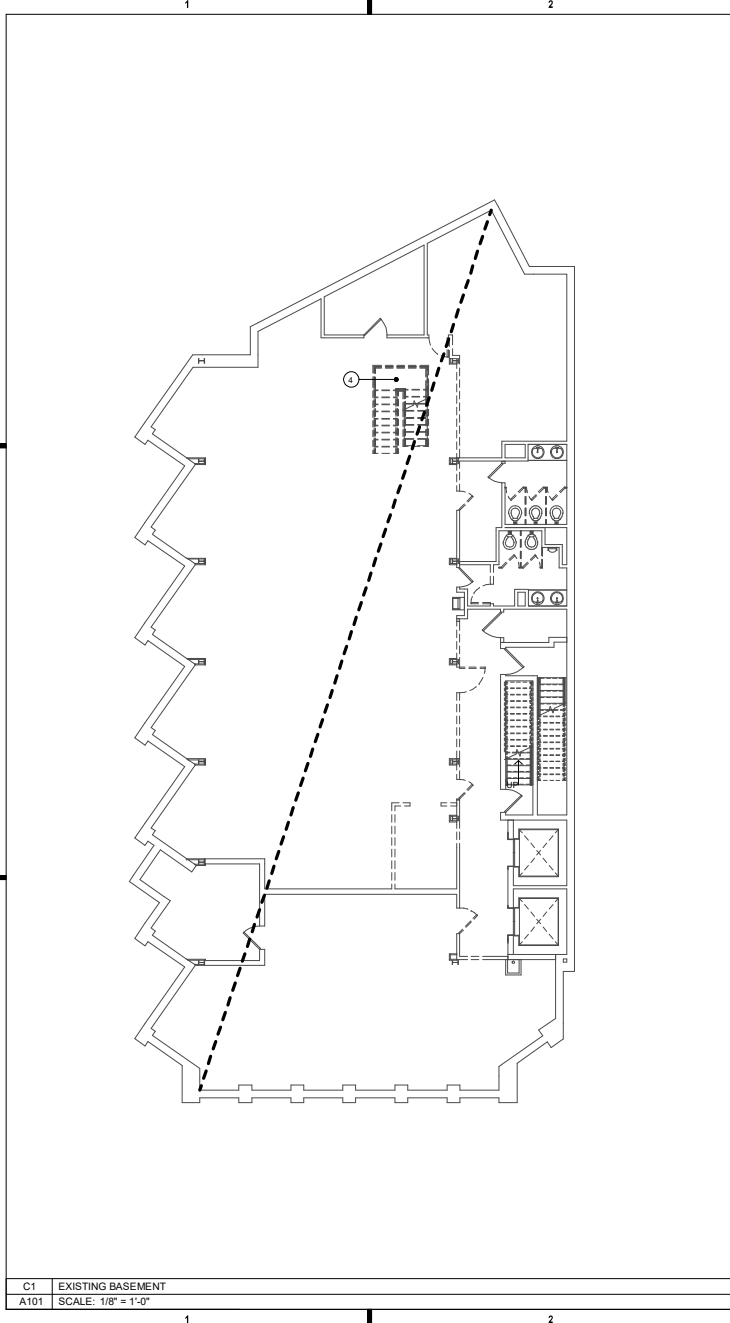 1 2
4
UP
C1 EXISTING BASEMENT
A101 SCALE: 1/8" = 1'-0"
1 2